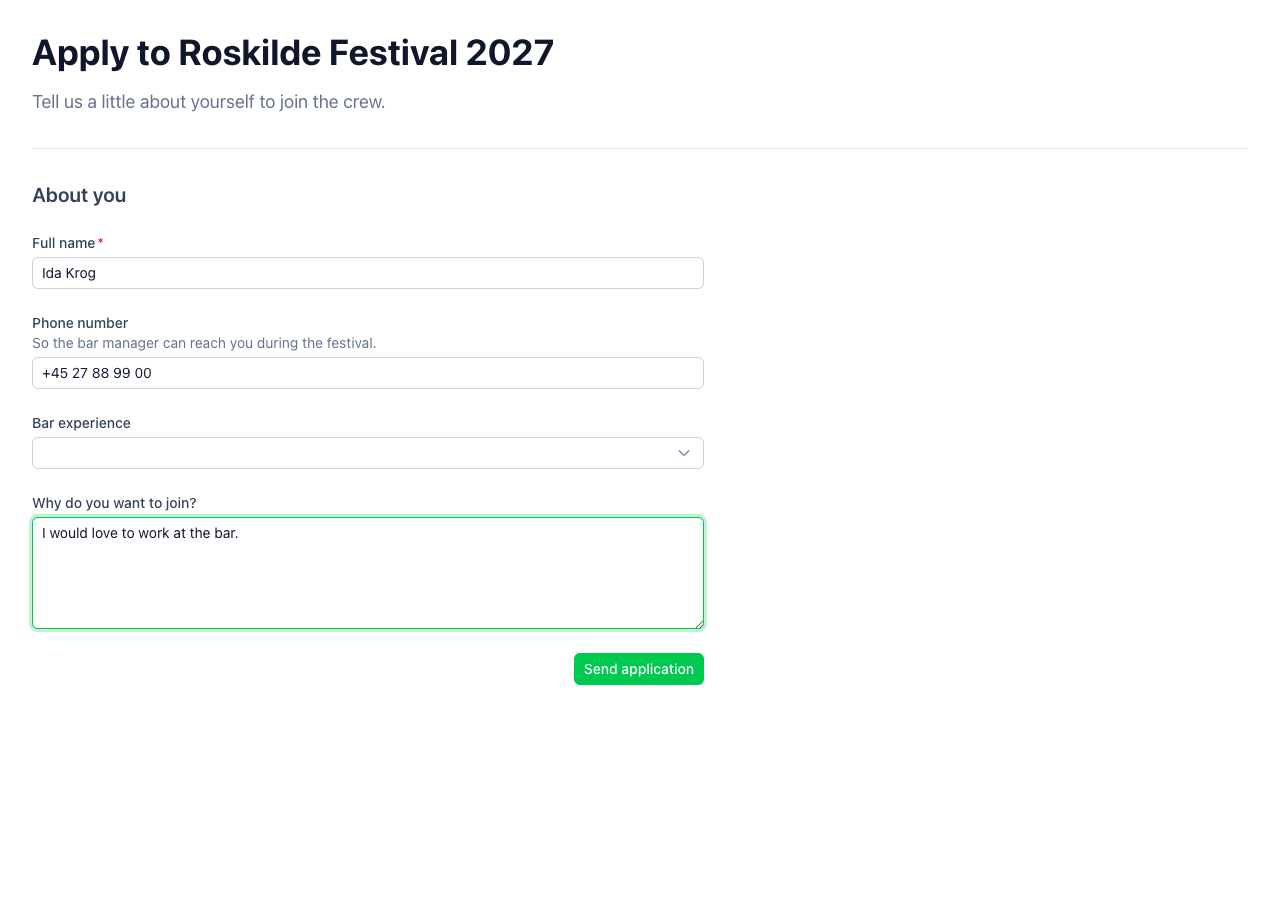 Apply to Roskilde Festival 2027
Tell us a little about yourself to join the crew.
About you
Full name*
Ida Krog
Phone number
So the bar manager can reach you during the festival.
+45 27 88 99 00
Bar experience
Why do you want to join?
I would love to work at the bar.
Send application